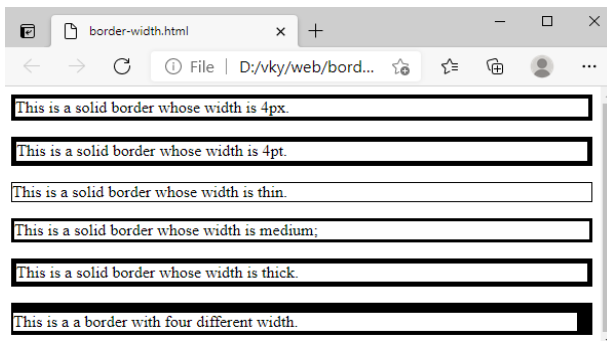 border-width.html
File | D:/vky/web/bord...
This is a solid border whose width is 4px.
This is a solid border whose width is 4pt.
This is a solid border whose width is thin.
This is a solid border whose width is medium;
This is a solid border whose width is thick.
This is a a border with four different width.